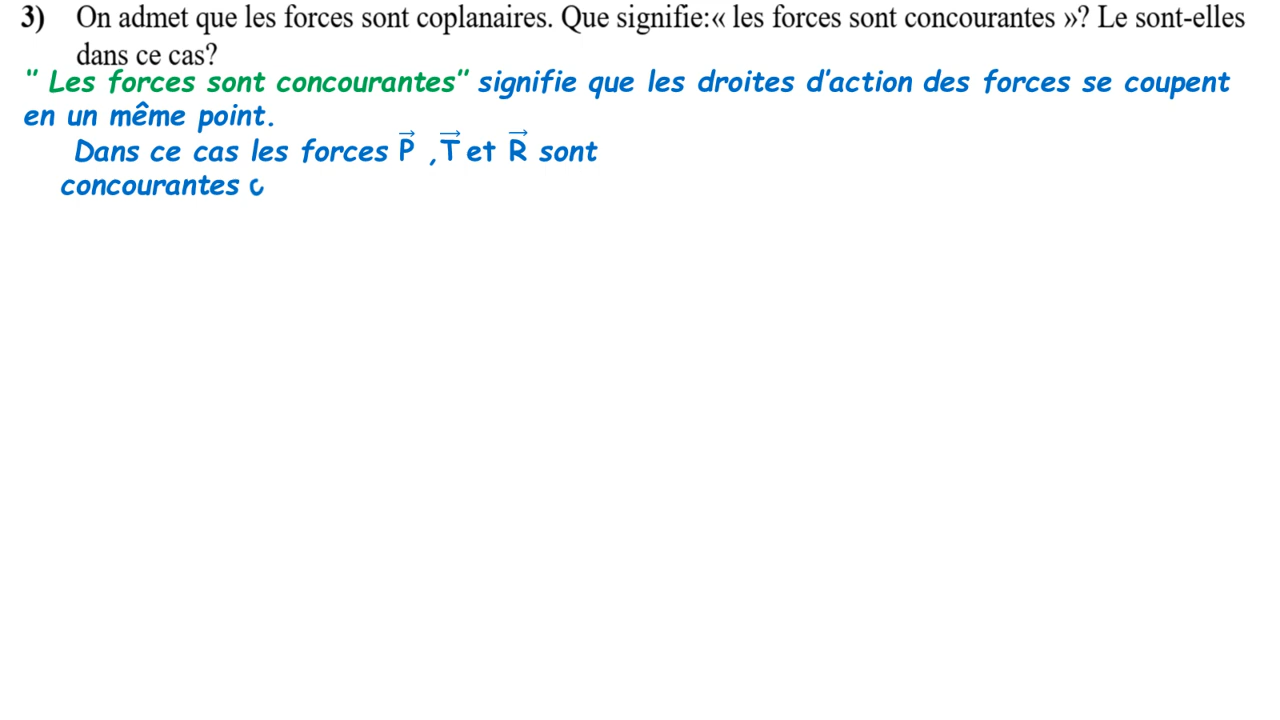 3) On admet que les forces sont coplanaires. Que signifie:« les forces sont concourantes »? Le sont-elles
dans ce cas?
" Les forces sont concourantes" signifie que les droites d'action des forces se coupent
en un même point.
Dans ce cas les forces P⃗ ,T⃗ et R⃗ sont
concourantes c